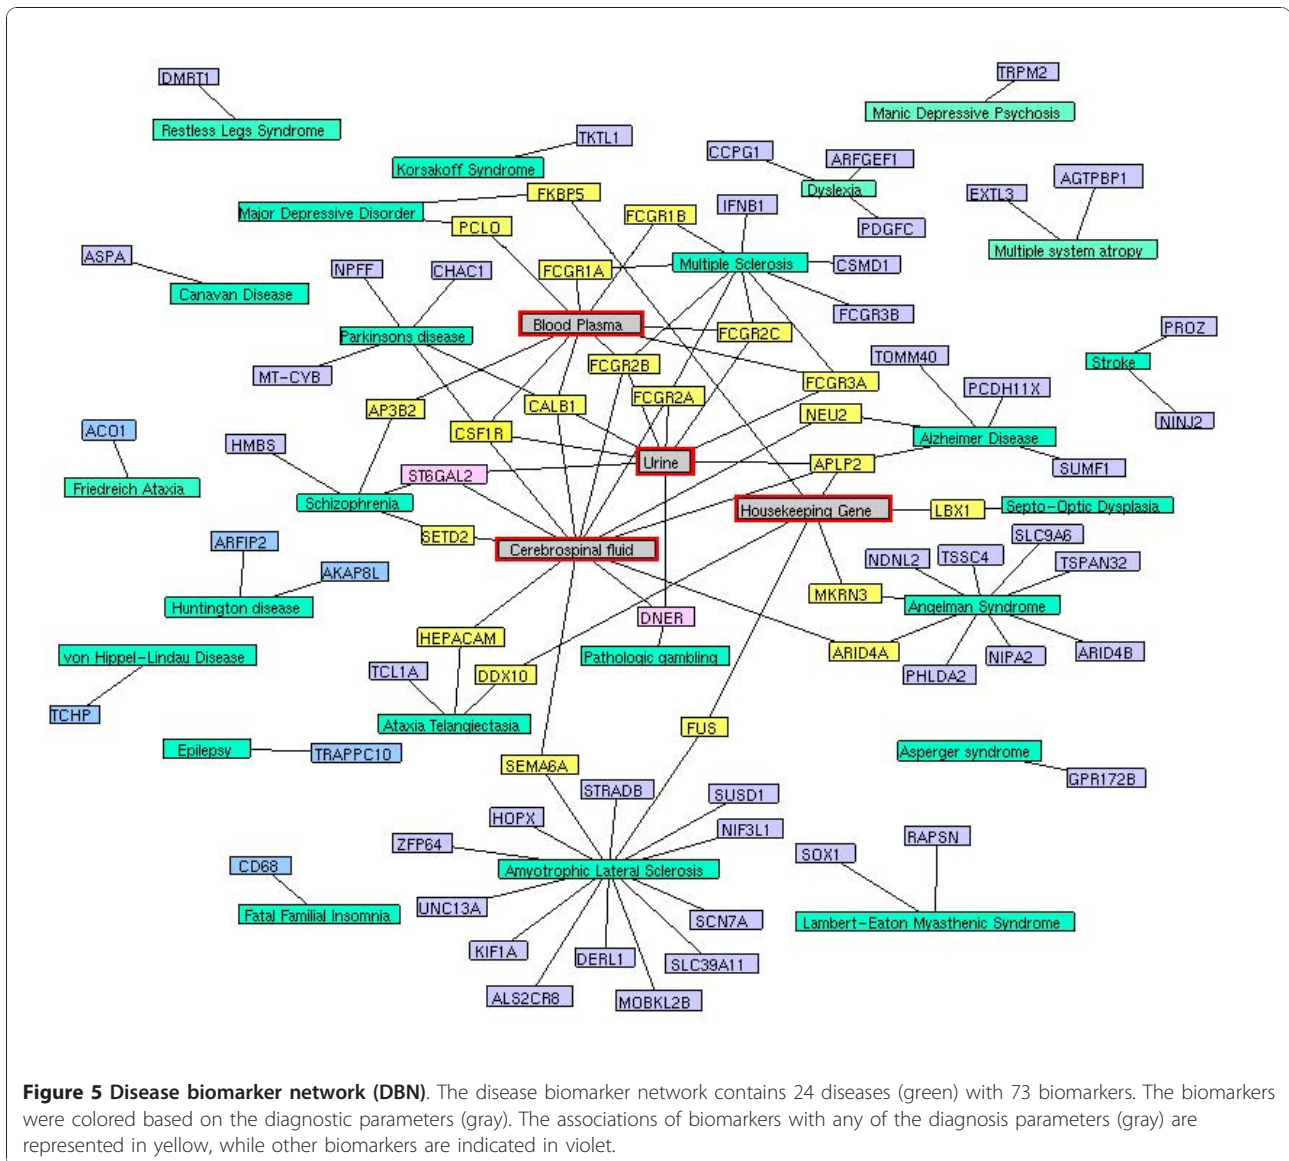 DMRT1
TRPM2
Restless Legs Syndrome
Manic Depressive Psychosis
TKTL1
CCPG1
ARFGEF1
Korsakoff Syndrome
AGTPBP1
FKBP5
Dyslexia
EXTL3
IFNB1
Major Depressive Disorder
PCLO
FCGR1B
PDGFC
Multiple system atropy
ASPA
NPFF
CHAC1
FCGR1A
Multiple Sclerosis
CSMD1
Canavan Disease
FCGR3B
Blood Plasma
Parkinsons disease
FCGR2C
PROZ
TOMM40
Stroke
MT-CYB
FCGR2B
FCGR3A
PCDH11X
AP3B2
CALB1
FCGR2A
NEU2
NINJ2
ACO1
HMBS
CSF1R
Alzheimer Disease
Urine
APLP2
SUMF1
ST6GAL2
Friedreich Ataxia
Schizophrenia
Housekeeping Gene
LBX1
Septo-Optic Dysplasia
SETD2
ARFIP2
Cerebrospinal fluid
SLC9A6
NDNL2
TSSC4
TSPAN32
AKAP8L
MKRN3
Huntington disease
Angelman Syndrome
DNER
HEPACAM
von Hippel-Lindau Disease
Pathologic gambling
ARID4A
NIPA2
ARID4B
TCL1A
DDX10
PHLDA2
TCHP
Ataxia Telangiectasia
FUS
Epilepsy
TRAPPC10
Asperger syndrome
SEMA6A
GPR172B
STRADB
SUSD1
HOPX
NIF3L1
ZFP64
RAPSN
SOX1
CD68
Amyotrophic Lateral Sclerosis
Fatal Familial Insomnia
UNC13A
SCN7A
Lambert-Eaton Myasthenic Syndrome
KIF1A
DERL1
SLC39A11
ALS2CR8
MOBKL2B
Figure 5 Disease biomarker network (DBN). The disease biomarker network contains 24 diseases (green) with 73 biomarkers. The biomarkers
were colored based on the diagnostic parameters (gray). The associations of biomarkers with any of the diagnosis parameters (gray) are
represented in yellow, while other biomarkers are indicated in violet.